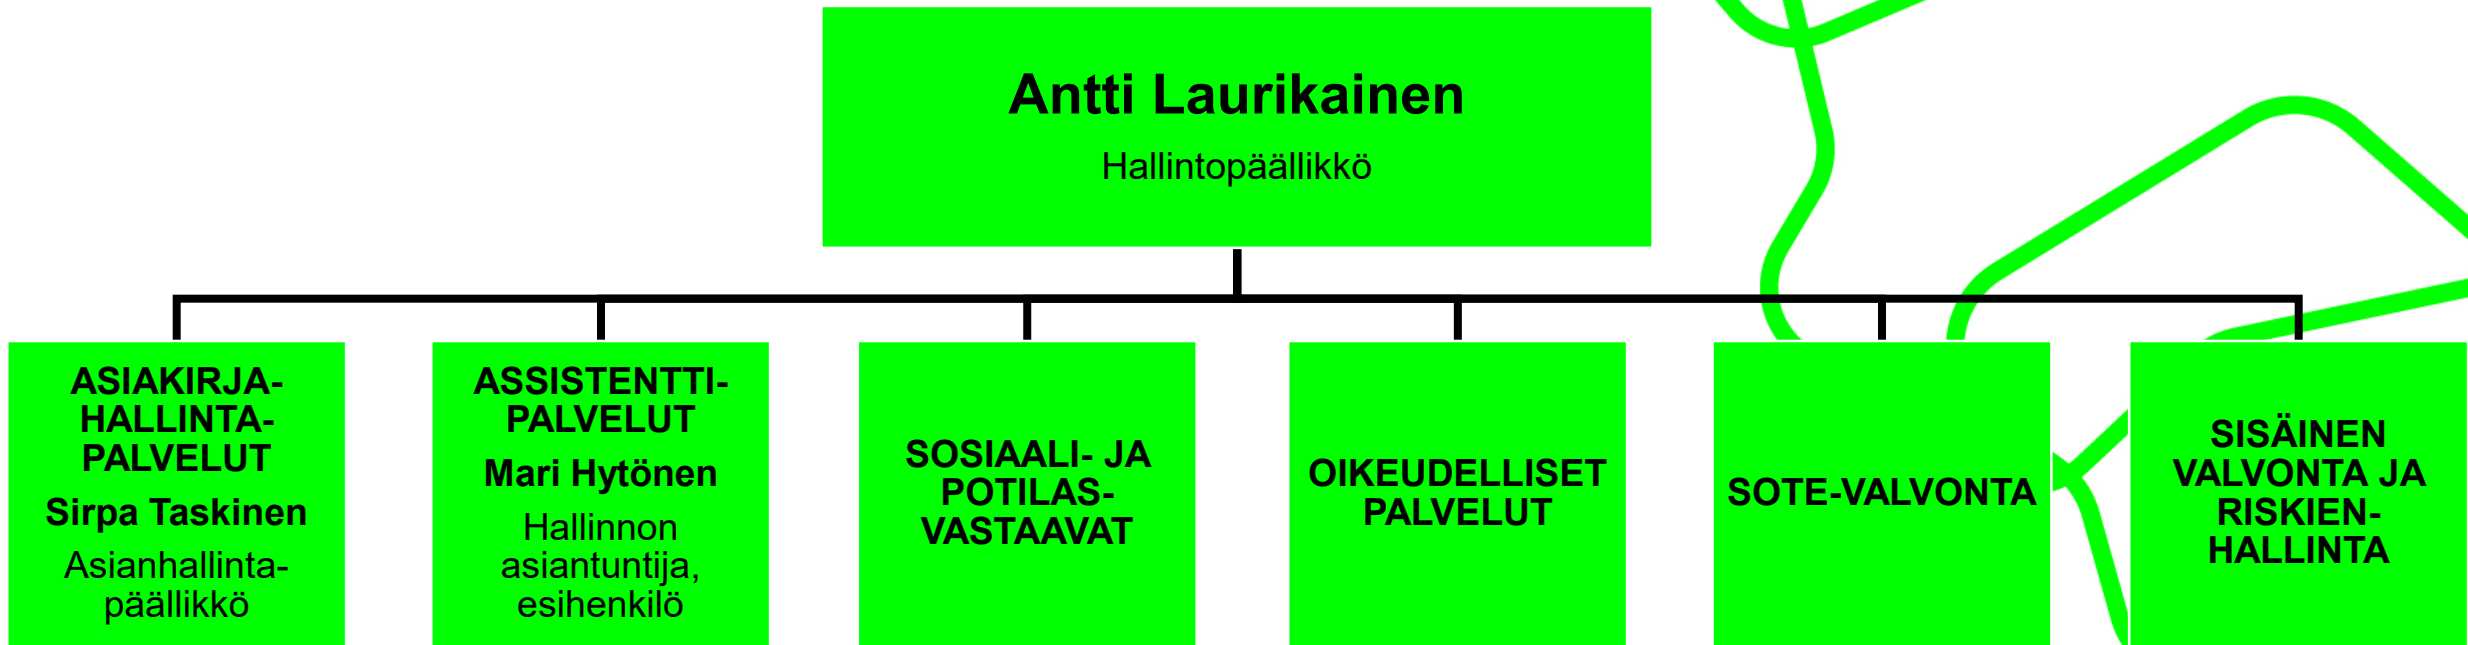 Antti Laurikainen
Hallintopäällikkö
ASIAKIRJA-
HALLINTA-
PALVELUT
Sirpa Taskinen
Asianhallinta-
päällikkö
ASSISTENTTI-
PALVELUT
Mari Hytönen
Hallinnon
asiantuntija,
esihenkilö
SOSIAALI- JA
POTILAS-
VASTAAVAT
OIKEUDELLISET
PALVELUT
SOTE-VALVONTA
SISÄINEN
VALVONTA JA
RISKIEN-
HALLINTA